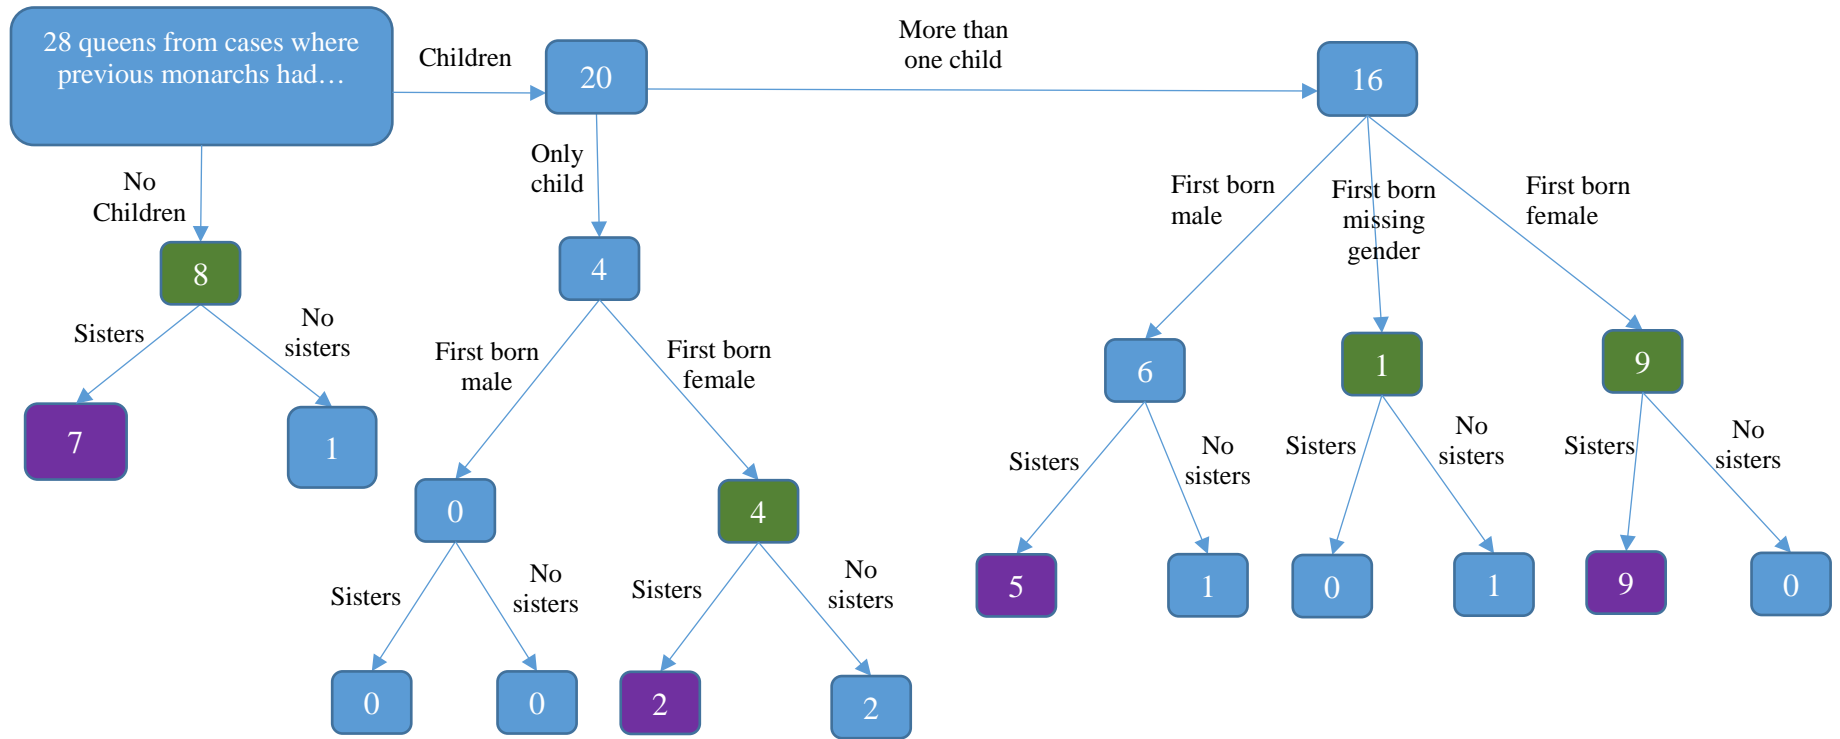 28 queens from cases where
previous monarchs had…
Children
20
More than
one child
16
No
Children
Only
child
First born
male
First born
missing
gender
First born
female
8
4
Sisters
No
sisters
First born
male
First born
female
6
1
9
7
1
Sisters
No
sisters
Sisters
No
sisters
Sisters
No
sisters
0
4
5
1
0
1
9
0
Sisters
No
sisters
Sisters
No
sisters
0
0
2
2